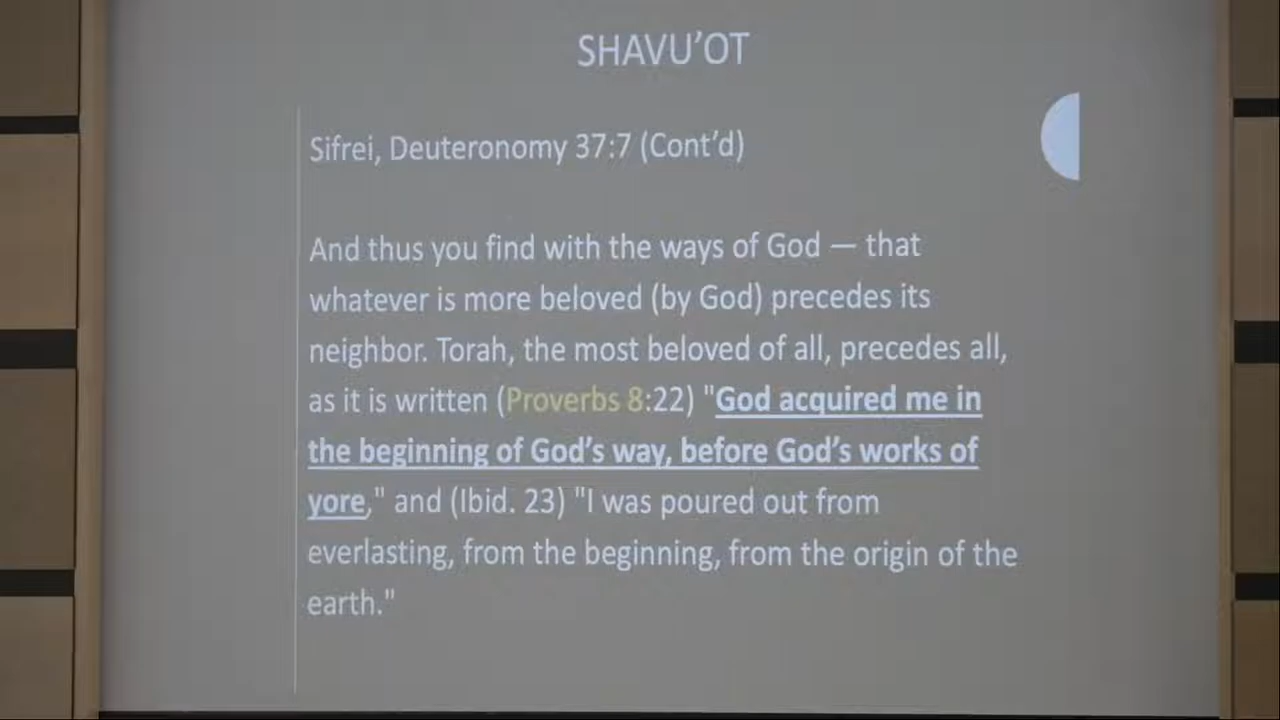 SHAVU'OT
Sifrei, Deuteronomy 37:7 (Cont'd)
And thus you find with the ways of God — that
whatever is more beloved (by God) precedes its
neighbor. Torah, the most beloved of all, precedes all,
as it is written (Proverbs 8:22) "God acquired me in
the beginning of God's way, before God's works of
yore," and (Ibid. 23) "I was poured out from
everlasting, from the beginning, from the origin of the
earth."